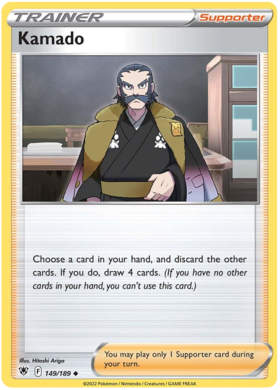 TRAINER
Supporter
Kamado
Choose a card in your hand, and discard the other
cards. If you do, draw 4 cards. (If you have no other
cards in your hand, you can't use this card.)
Illus. Hitoshi Ariga
F 149/189
You may play only 1 Supporter card during
your turn.
©2022 Pokémon / Nintendo / Creatures / GAME FREAK